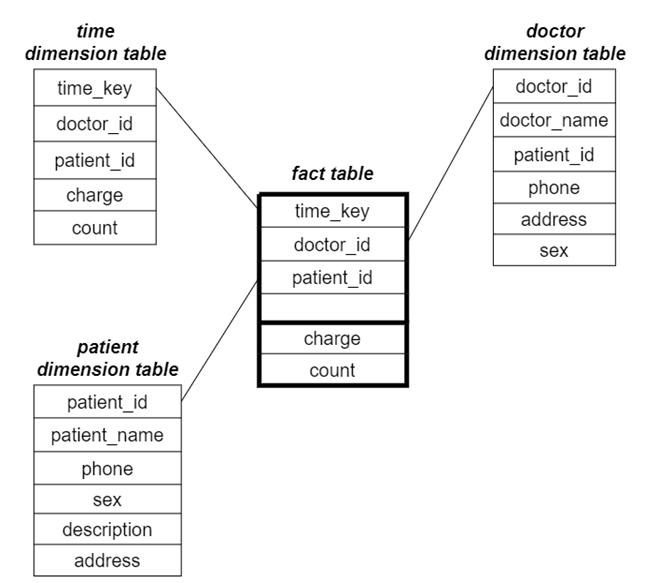 time
dimension table
time_key
doctor_id
patient_id
charge
count
doctor
dimension table
doctor_id
doctor_name
patient_id
phone
address
sex
fact table
time_key
doctor_id
patient_id
charge
count
patient
dimension table
patient_id
patient_name
phone
sex
description
address